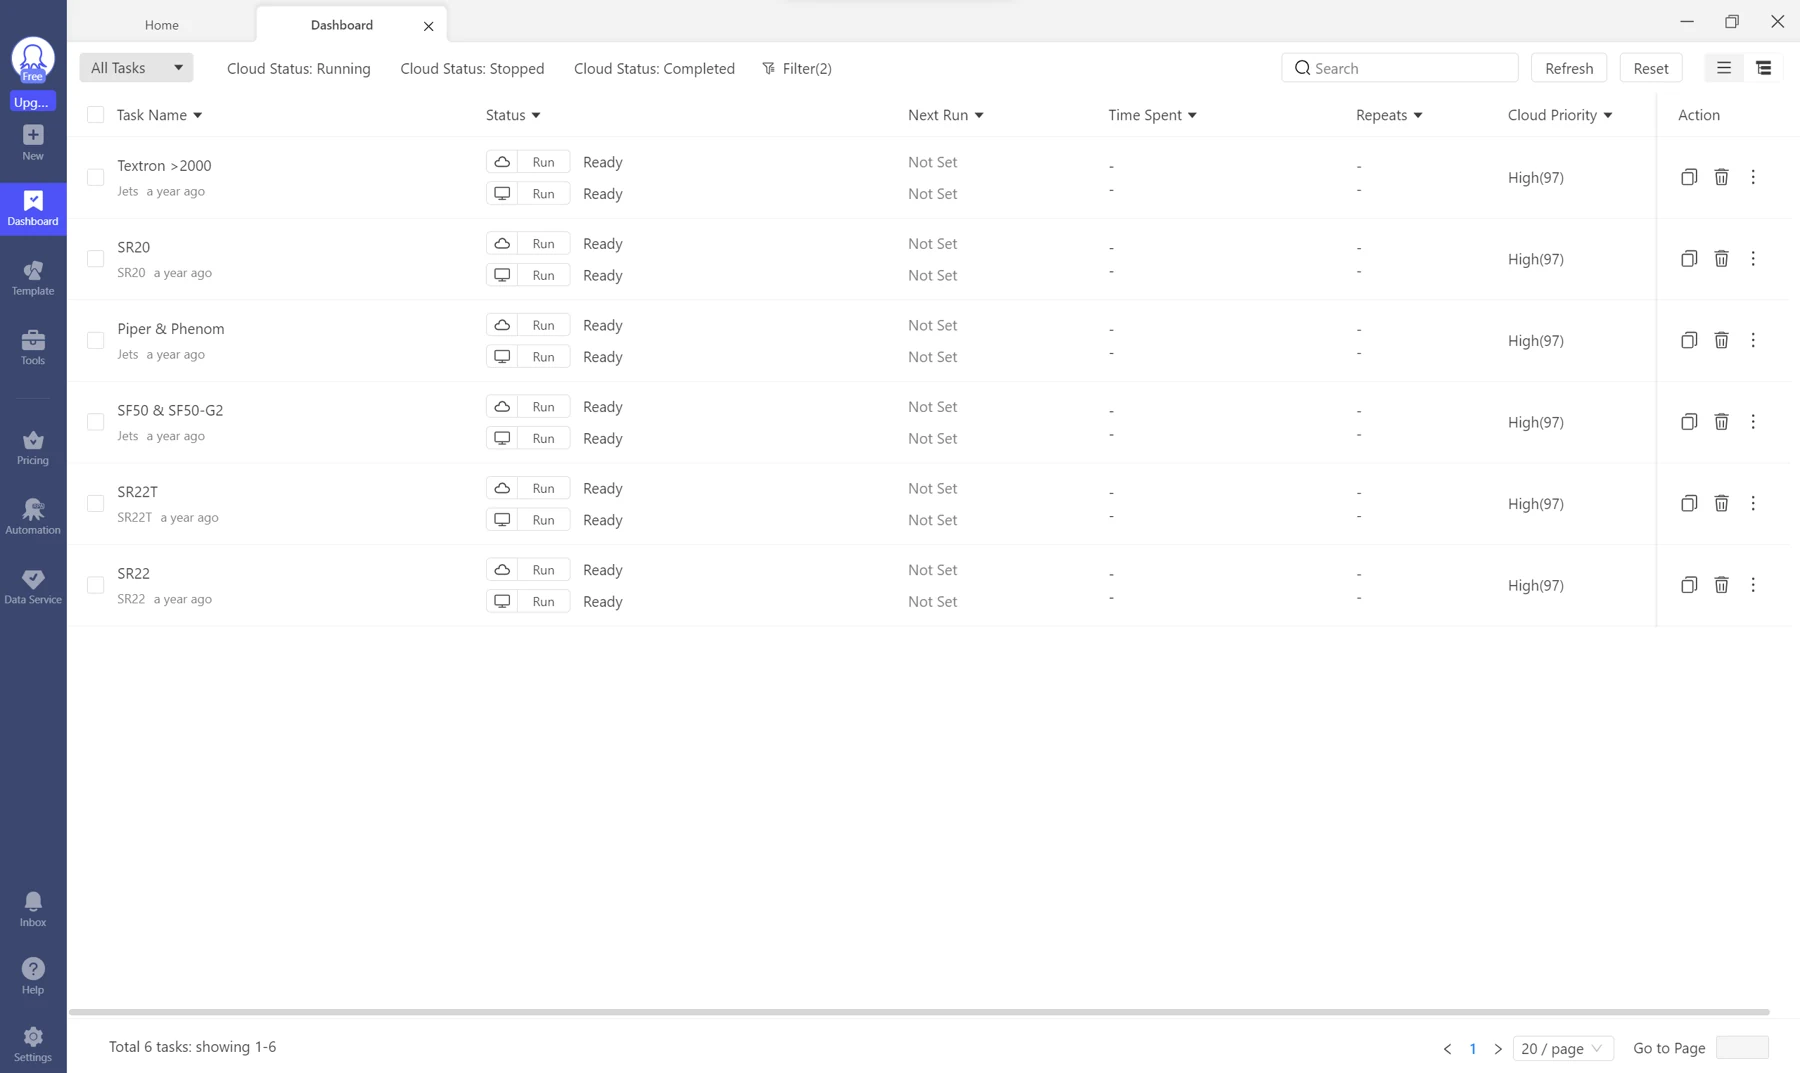 Home
Dashboard
Free
Upg...
New
Dashboard
Template
Tools
Pricing
Automation
Data Service
Inbox
Help
Settings
All Tasks
Cloud Status: Running
Cloud Status: Stopped
Cloud Status: Completed
Filter(2)
Search
Refresh
Reset
Task Name
Status
Next Run
Time Spent
Repeats
Cloud Priority
Action
Textron >2000
Jets a year ago
Run Ready Not Set - -
Run Ready Not Set - -
High(97)
SR20
SR20 a year ago
Run Ready Not Set - -
Run Ready Not Set - -
High(97)
Piper & Phenom
Jets a year ago
Run Ready Not Set - -
Run Ready Not Set - -
High(97)
SF50 & SF50-G2
Jets a year ago
Run Ready Not Set - -
Run Ready Not Set - -
High(97)
SR22T
SR22T a year ago
Run Ready Not Set - -
Run Ready Not Set - -
High(97)
SR22
SR22 a year ago
Run Ready Not Set - -
Run Ready Not Set - -
High(97)
Total 6 tasks: showing 1-6
< 1 >
20 / page
Go to Page